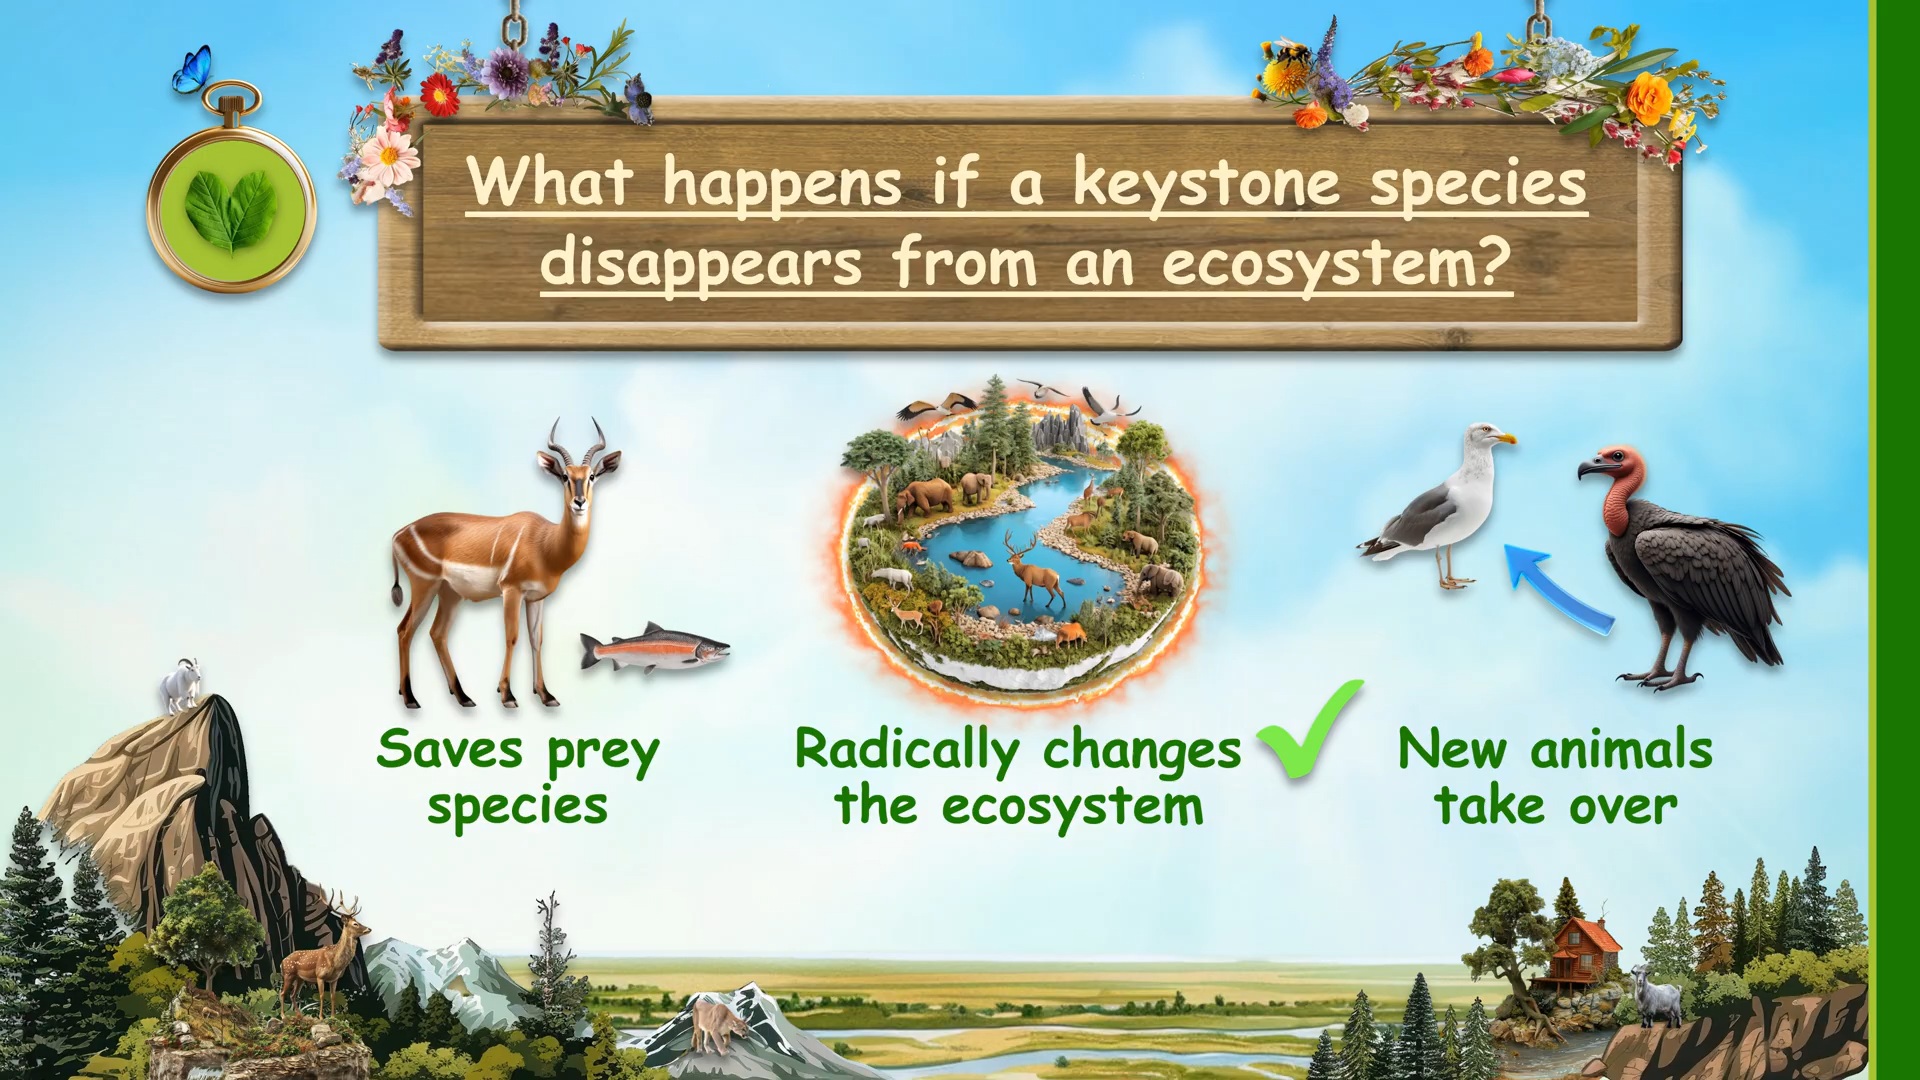 What happens if a keystone species
disappears from an ecosystem?
Saves prey
species
Radically changes
the ecosystem
New animals
take over